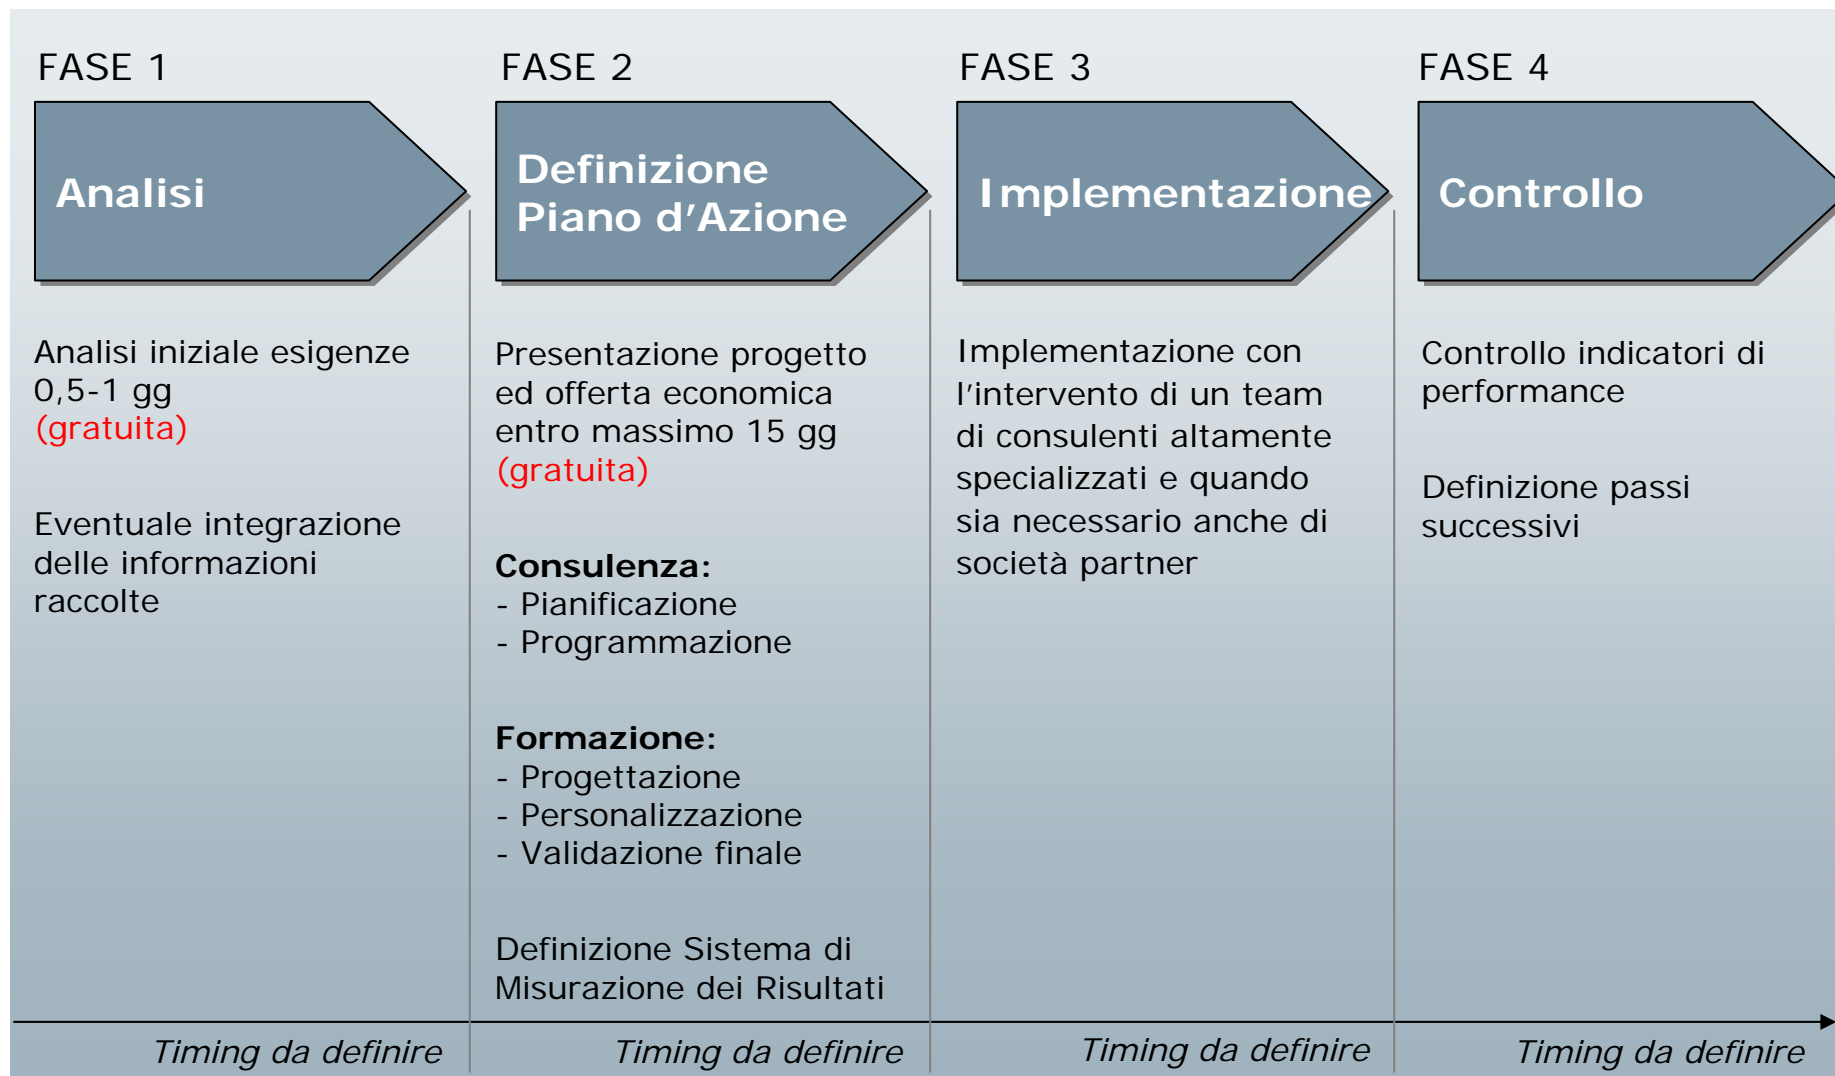 FASE 1
Analisi
Analisi iniziale esigenze
0,5-1 gg
(gratuita)
Eventuale integrazione
delle informazioni
raccolte
Timing da definire
FASE 2
Definizione
Piano d’Azione
Presentazione progetto
ed offerta economica
entro massimo 15 gg
(gratuita)
Consulenza:
- Pianificazione
- Programmazione
Formazione:
- Progettazione
- Personalizzazione
- Validazione finale
Definizione Sistema di
Misurazione dei Risultati
Timing da definire
FASE 3
Implementazione
Implementazione con
l’intervento di un team
di consulenti altamente
specializzati e quando
sia necessario anche di
società partner
Timing da definire
FASE 4
Controllo
Controllo indicatori di
performance
Definizione passi
successivi
Timing da definire